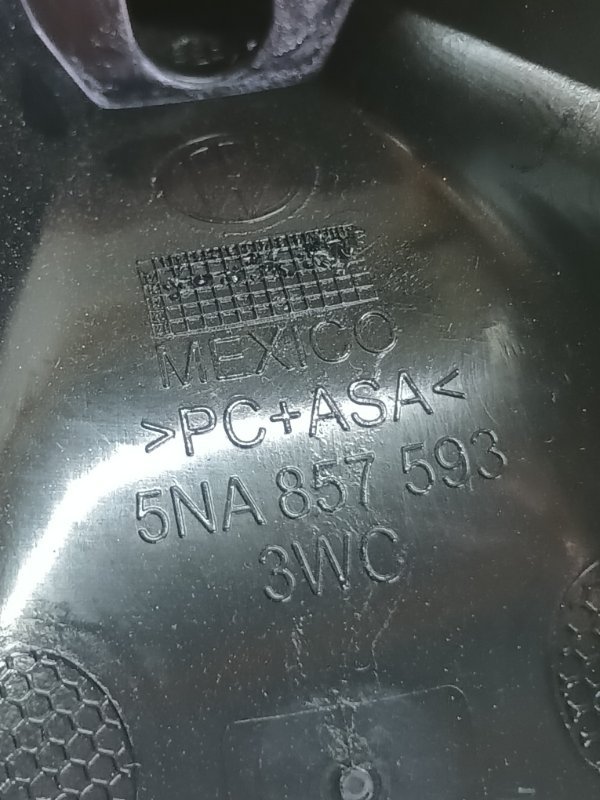 MEXICO
>PC+ASA<
5NA 857 593
3WC